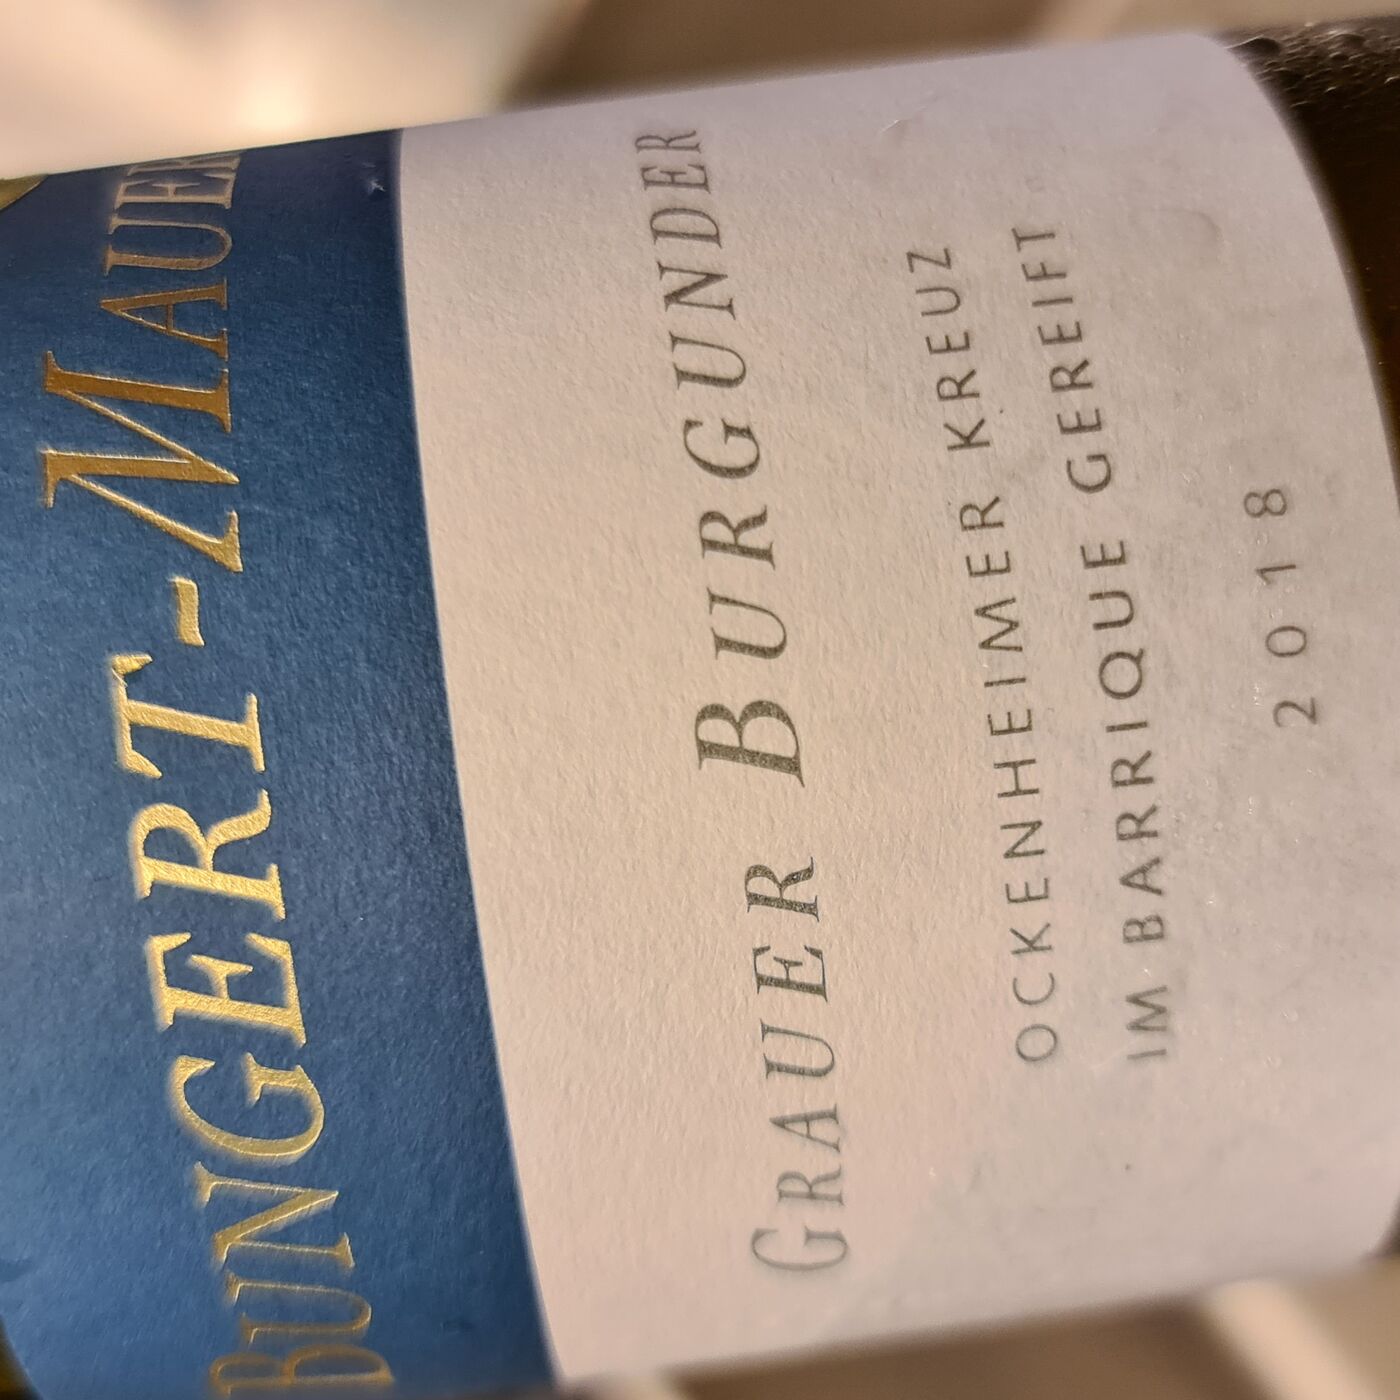 BUNGERT-MAUER
GRAUER BURGUNDER
OCKENHEIMER KREUZ
IM BARRIQUE GEREIFT
2018